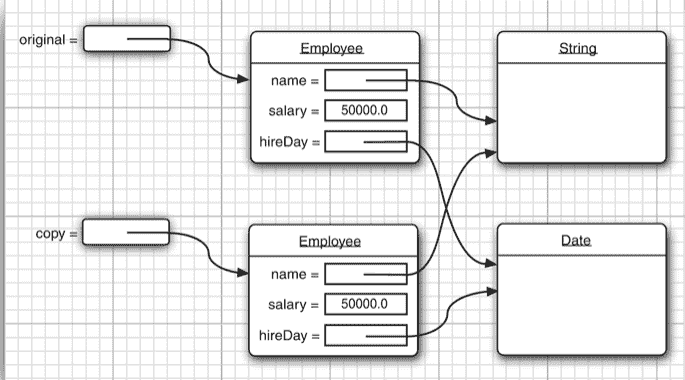 original =
Employee
name =
salary = 50000.0
hireDay =
String
copy =
Employee
name =
salary = 50000.0
hireDay =
Date